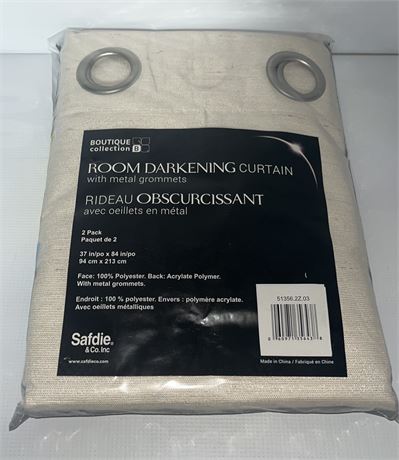 BOUTIQUE
collection B
ROOM DARKENING CURTAIN
with metal grommets
RIDEAU OBSCURCISSANT
avec oeillets en métal
2 Pack
Paquet de 2
37 in/po x 84 in/po
94 cm x 213 cm
Face: 100% Polyester. Back: Acrylate Polymer.
With metal grommets.
Endroit : 100 % polyester. Envers : polymère acrylate.
Avec oeillets métalliques
51356.2Z.03
Safdie®
& Co. Inc
www.safdieco.com
Made in China / Fabriqué en Chine